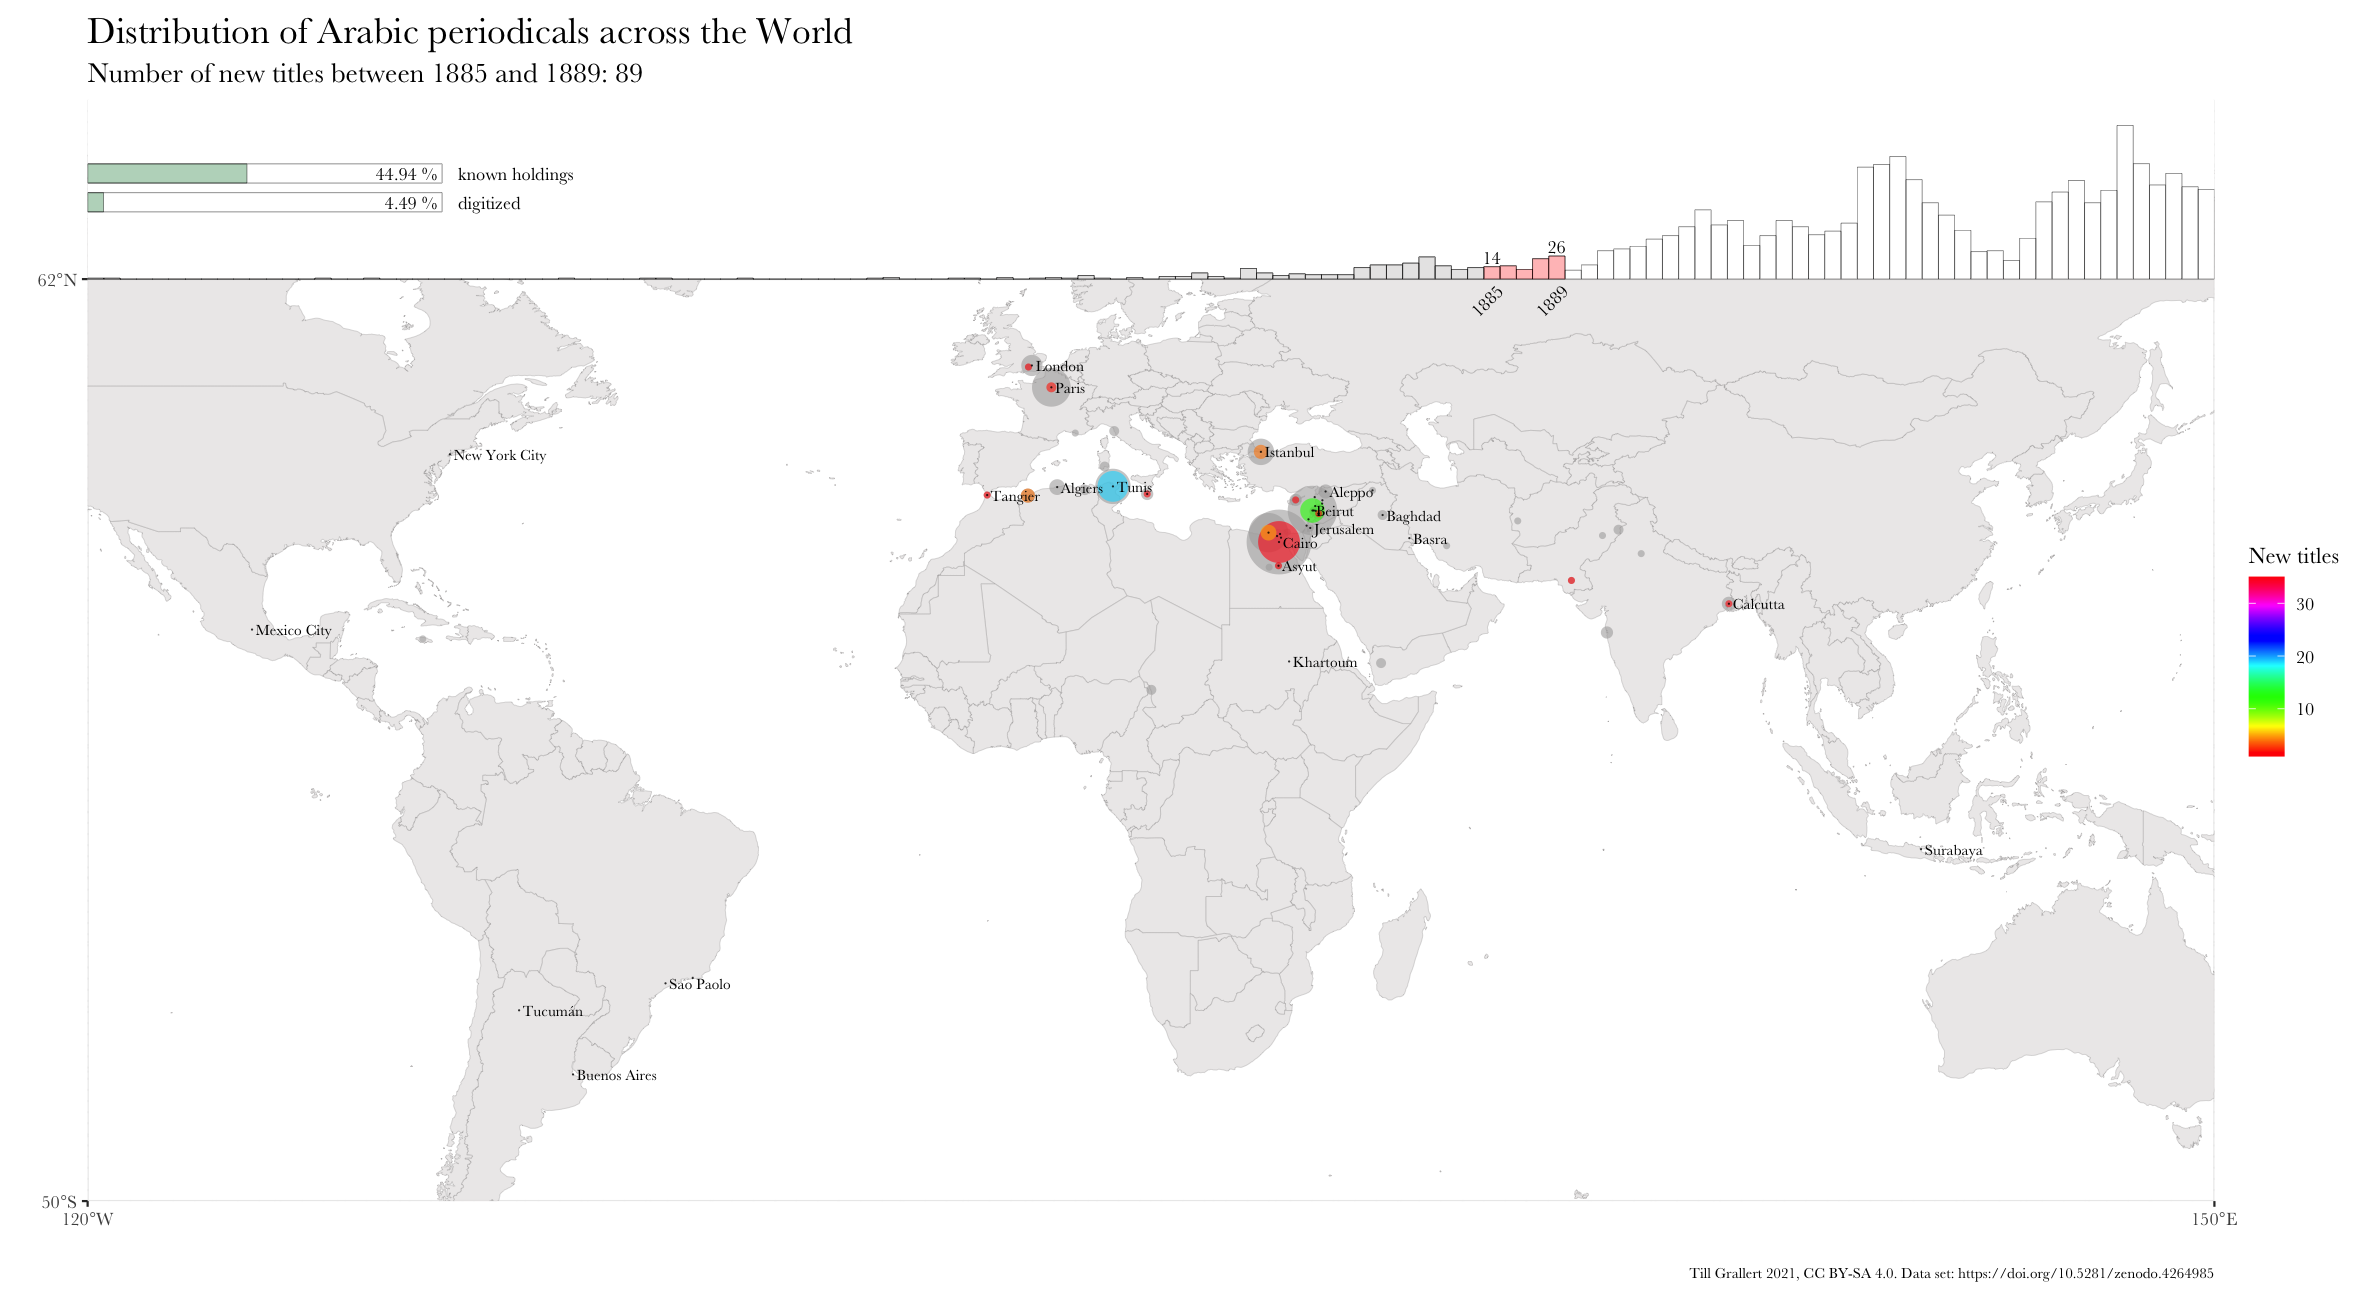 Distribution of Arabic periodicals across the World
Number of new titles between 1885 and 1889: 89
44.94 % known holdings
4.49 % digitized
14
26
62°N
1885
1889
London
Paris
New York City
Istanbul
Tangier
Algiers
Tunis
Aleppo
Beirut
Baghdad
Jerusalem
Cairo
Basra
Asyut
Calcutta
Mexico City
Khartoum
Surabaya
Sao Paolo
Tucumán
Buenos Aires
New titles
30
20
10
50°S
120°W
150°E
Till Grallert 2021, CC BY-SA 4.0. Data set: https://doi.org/10.5281/zenodo.4264985